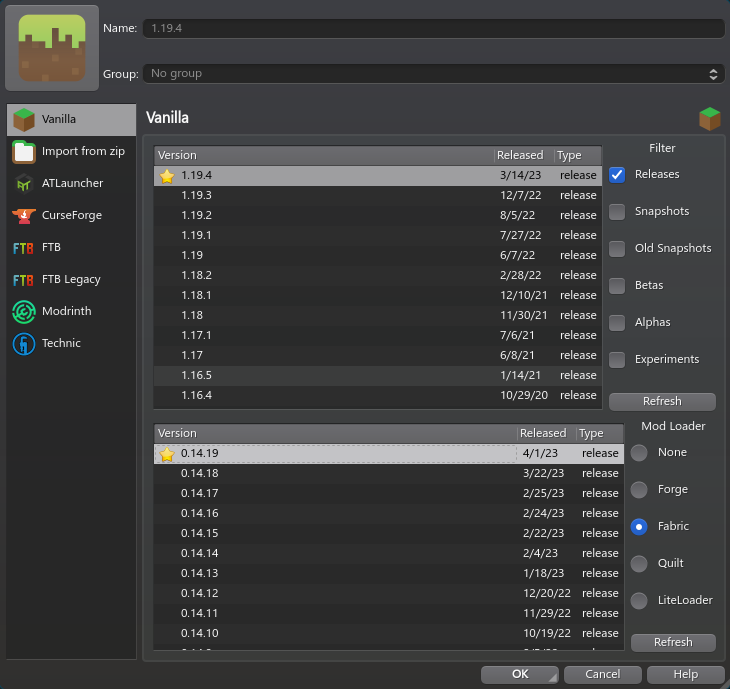 Name: 1.19.4
Group: No group
Vanilla
Import from zip
ATLauncher
CurseForge
FTB FTB
FTB FTB Legacy
Modrinth
Technic
Vanilla
Version Released Type
1.19.4 3/14/23 release
1.19.3 12/7/22 release
1.19.2 8/5/22 release
1.19.1 7/27/22 release
1.19 6/7/22 release
1.18.2 2/28/22 release
1.18.1 12/10/21 release
1.18 11/30/21 release
1.17.1 7/6/21 release
1.17 6/8/21 release
1.16.5 1/14/21 release
1.16.4 10/29/20 release
Filter
Releases
Snapshots
Old Snapshots
Betas
Alphas
Experiments
Refresh
Version Released Type
0.14.19 4/1/23 release
0.14.18 3/22/23 release
0.14.17 2/25/23 release
0.14.16 2/24/23 release
0.14.15 2/22/23 release
0.14.14 2/4/23 release
0.14.13 1/18/23 release
0.14.12 12/20/22 release
0.14.11 11/29/22 release
0.14.10 10/19/22 release
Mod Loader
None
Forge
Fabric
Quilt
LiteLoader
Refresh
OK Cancel Help